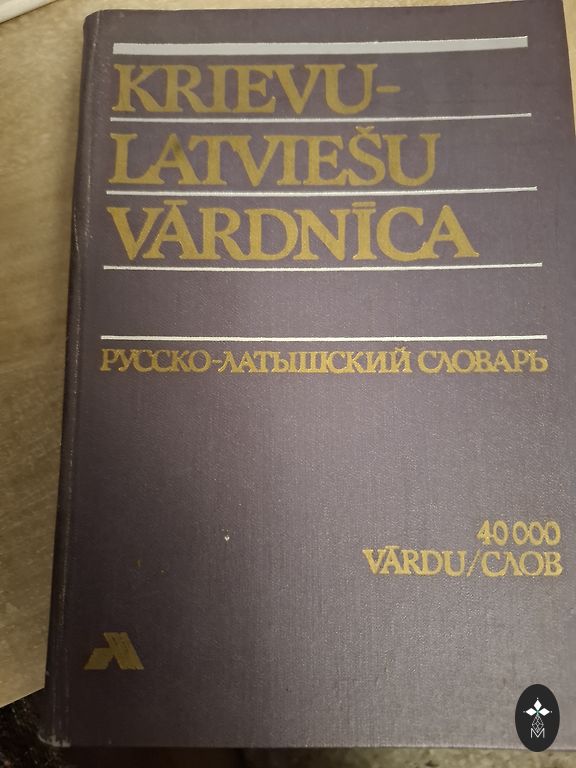 KRIEVU-
LATVIEŠU
VĀRDNĪCA
РУССКО-ЛАТЫШСКИЙ СЛОВАРЬ
40 000
VĀRDU/СЛОВ
M